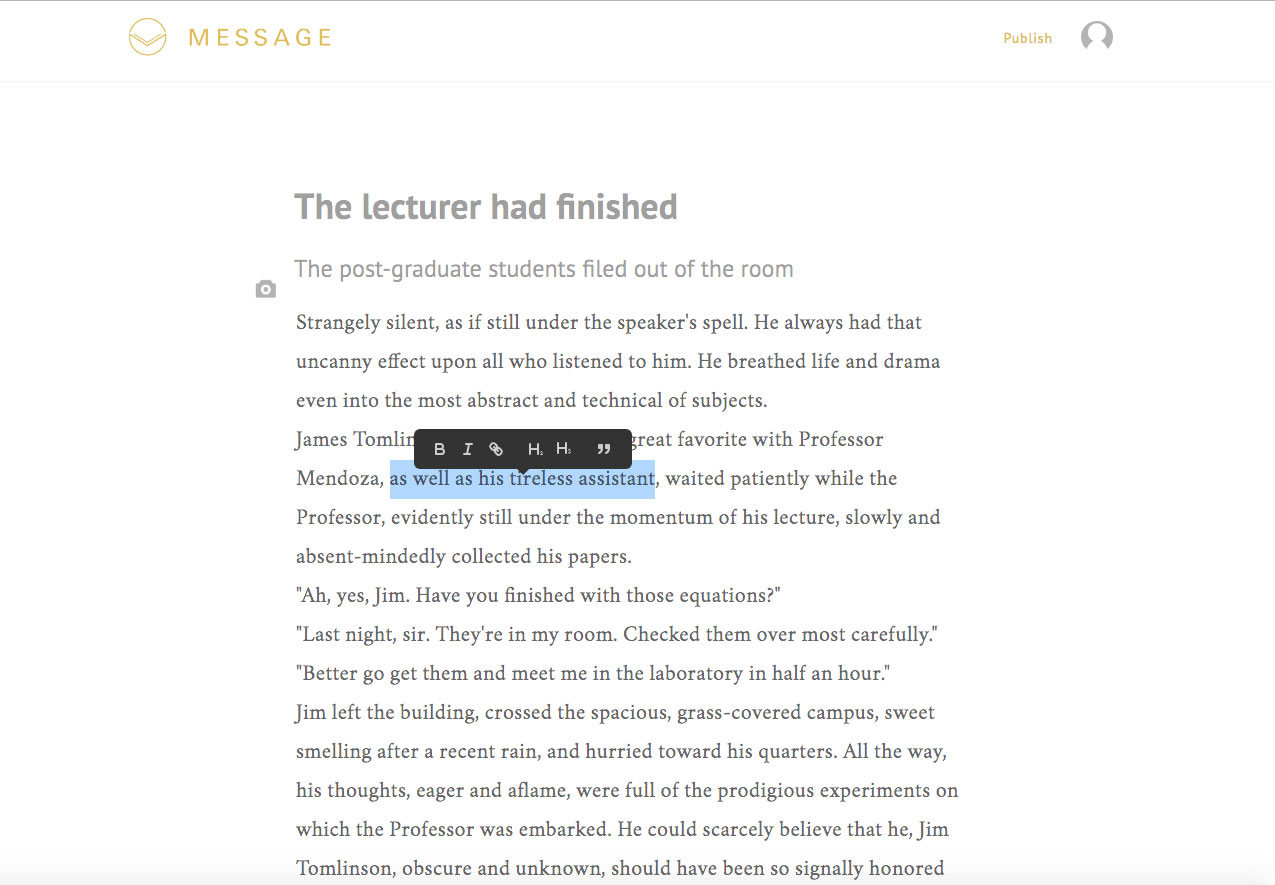 MESSAGE
Publish
The lecturer had finished
The post-graduate students filed out of the room
Strangely silent, as if still under the speaker's spell. He always had that
uncanny effect upon all who listened to him. He breathed life and drama
even into the most abstract and technical of subjects.
James great favorite with Professor
B I H₂ H₃ ”
Mendoza, as well as his tireless assistant, waited patiently while the
Professor, evidently still under the momentum of his lecture, slowly and
absent-mindedly collected his papers.
"Ah, yes, Jim. Have you finished with those equations?"
"Last night, sir. They're in my room. Checked them over most carefully."
"Better go get them and meet me in the laboratory in half an hour."
Jim left the building, crossed the spacious, grass-covered campus, sweet
smelling after a recent rain, and hurried toward his quarters. All the way,
his thoughts, eager and aflame, were full of the prodigious experiments on
which the Professor was embarked. He could scarcely believe that he, Jim
Tomlinson, obscure and unknown, should have been so signally honored